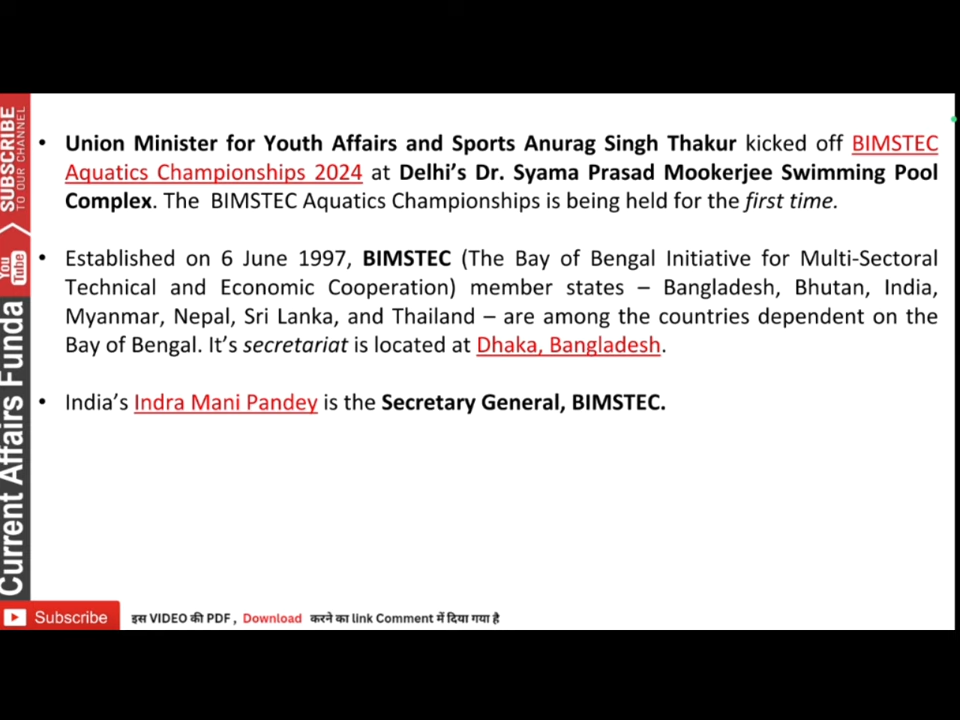 • Union Minister for Youth Affairs and Sports Anurag Singh Thakur kicked off BIMSTEC
Aquatics Championships 2024 at Delhi's Dr. Syama Prasad Mookerjee Swimming Pool
Complex. The BIMSTEC Aquatics Championships is being held for the first time.
• Established on 6 June 1997, BIMSTEC (The Bay of Bengal Initiative for Multi-Sectoral
Technical and Economic Cooperation) member states – Bangladesh, Bhutan, India,
Myanmar, Nepal, Sri Lanka, and Thailand – are among the countries dependent on the
Bay of Bengal. It's secretariat is located at Dhaka, Bangladesh.
• India's Indra Mani Pandey is the Secretary General, BIMSTEC.
SUBSCRIBE
TO OUR CHANNEL
You
Tube
Current Affairs Funda
Subscribe
इस VIDEO की PDF , Download करने का link Comment में दिया गया है